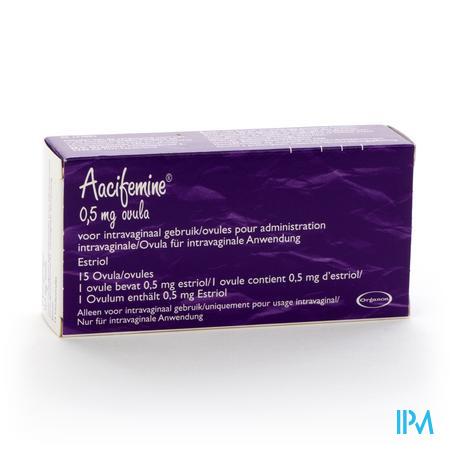 Aacifemine®
0,5 mg ovula
voor intravaginaal gebruik/ovules pour administration
intravaginale/Ovula für intravaginale Anwendung
Estriol
15 Ovula/ovules
1 ovule bevat 0,5 mg estriol/1 ovule contient 0,5 mg d'estriol/
1 Ovulum enthält 0,5 mg Estriol
Alleen voor intravaginaal gebruik/uniquement pour usage intravaginal/
Nur für intravaginale Anwendung
Organon
IPM